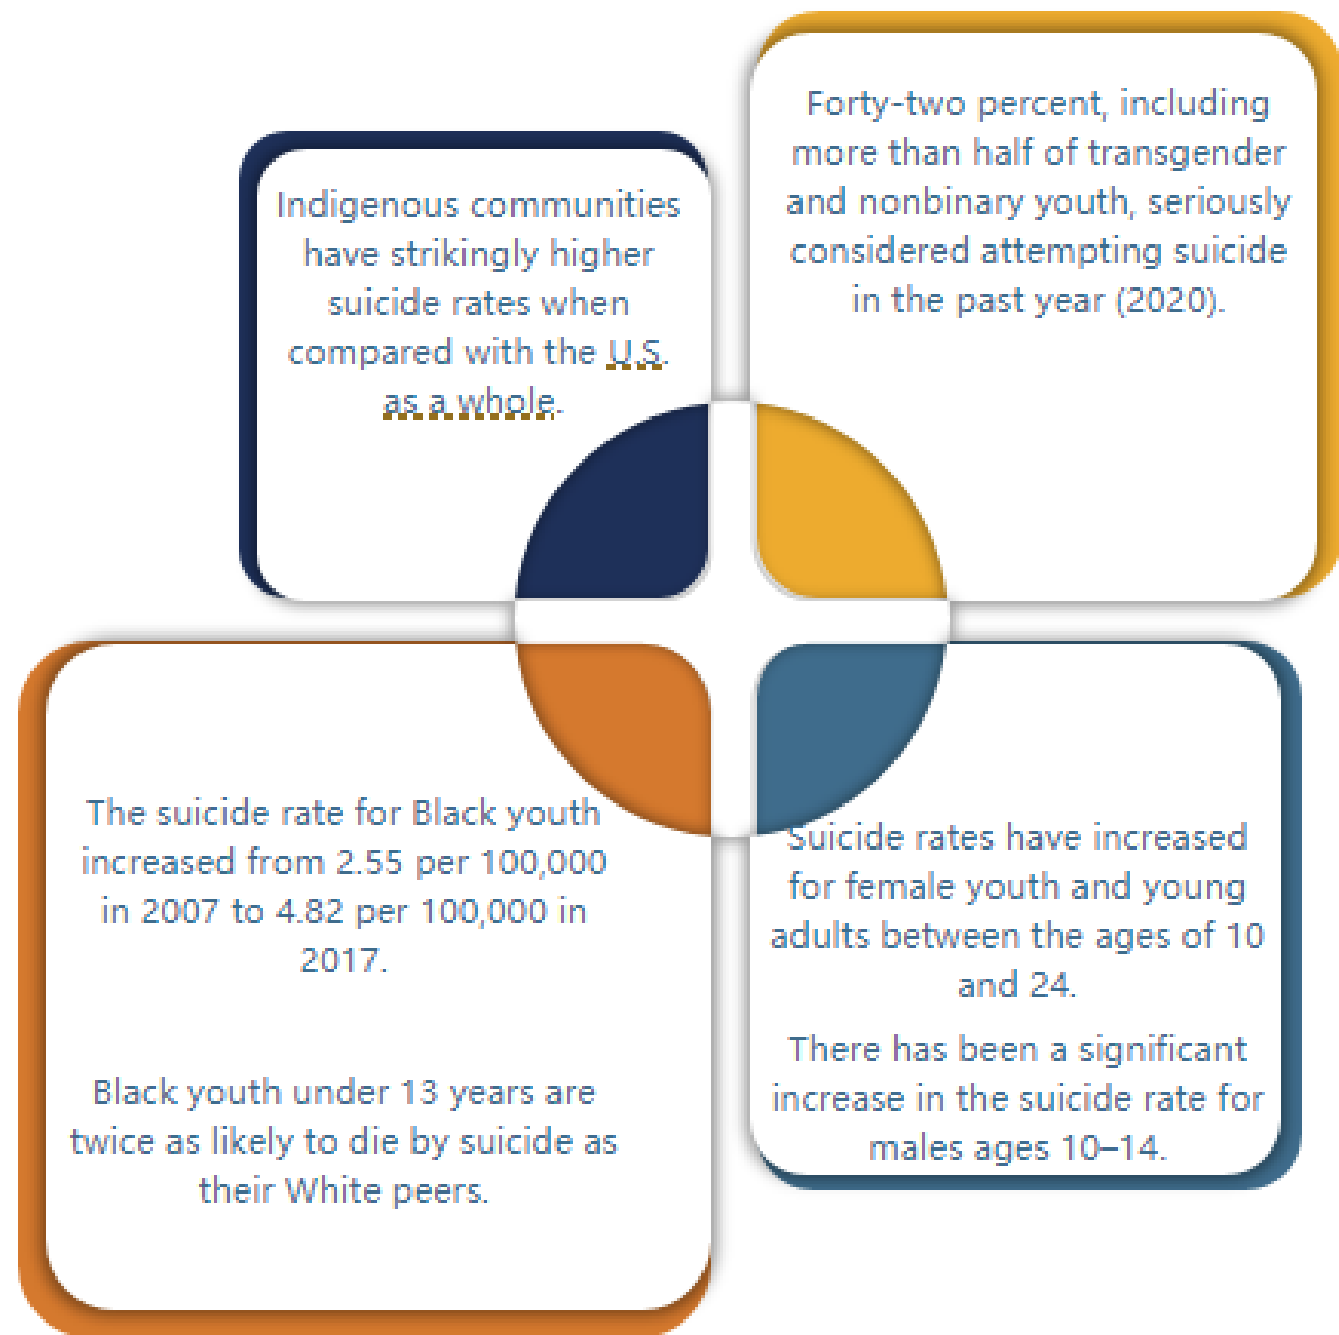 Indigenous communities
have strikingly higher
suicide rates when
compared with the U.S.
as a whole.
Forty-two percent, including
more than half of transgender
and nonbinary youth, seriously
considered attempting suicide
in the past year (2020).
The suicide rate for Black youth
increased from 2.55 per 100,000
in 2007 to 4.82 per 100,000 in
2017.
Black youth under 13 years are
twice as likely to die by suicide as
their White peers.
Suicide rates have increased
for female youth and young
adults between the ages of 10
and 24.
There has been a significant
increase in the suicide rate for
males ages 10–14.